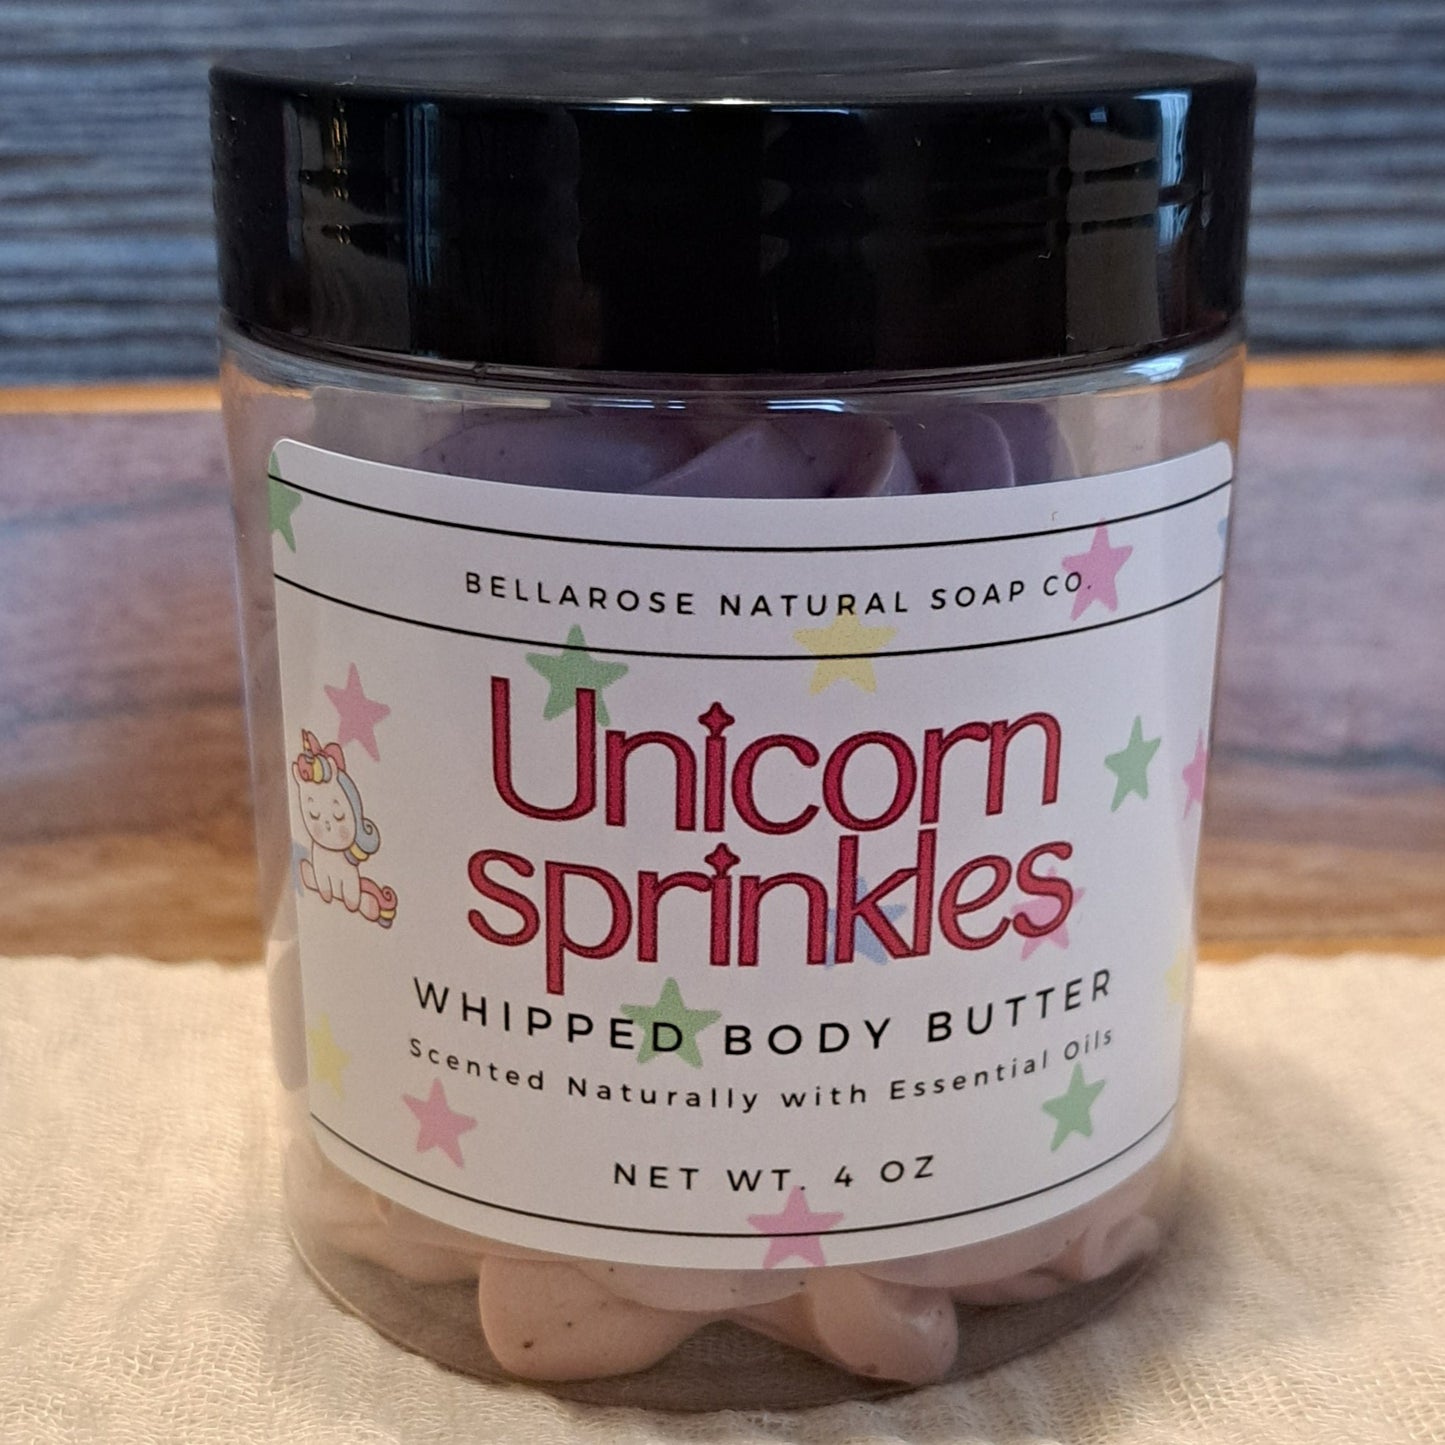 BELLAROSE NATURAL SOAP CO.
Unicorn
sprinkles
WHIPPED BODY BUTTER
Scented Naturally with Essential Oils
NET WT. 4 OZ